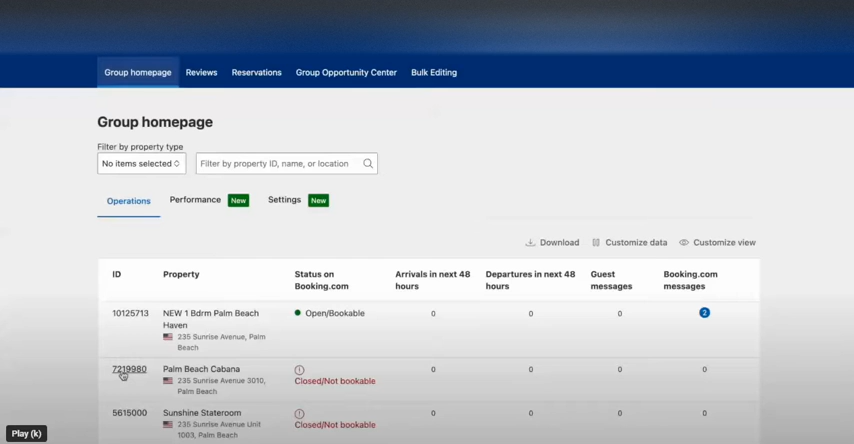 Group homepage Reviews Reservations Group Opportunity Center Bulk Editing
Group homepage
Filter by property type
No items selected Filter by property ID, name, or location
Operations Performance New Settings New
Download Customize data Customize view
ID Property Status on Booking.com Arrivals in next 48 hours Departures in next 48 hours Guest messages Booking.com messages
10125713 NEW 1 Bdrm Palm Beach Haven Open/Bookable 0 0 0 2
235 Sunrise Avenue, Palm Beach
7219980 Palm Beach Cabana Closed/Not bookable 0 0 0 0
235 Sunrise Avenue 3010, Palm Beach
5615000 Sunshine Stateroom Closed/Not bookable 0 0 0 0
235 Sunrise Avenue Unit 1003, Palm Beach
Play (k)